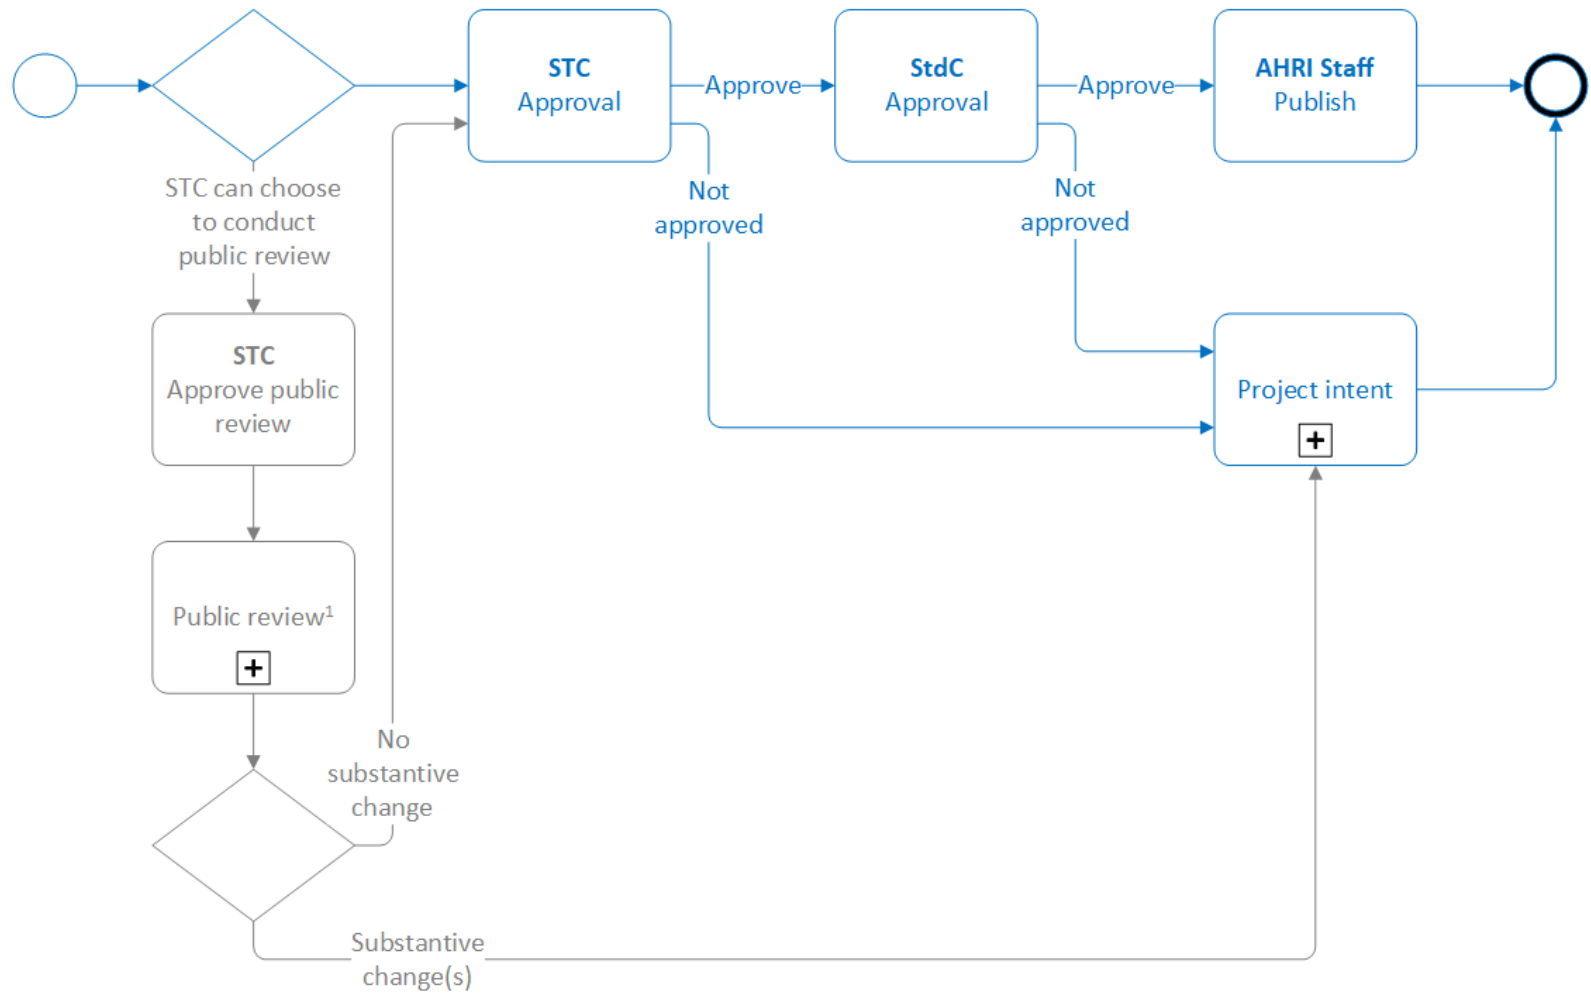 STC
Approval
Approve
StdC
Approval
Approve
AHRI Staff
Publish
STC can choose
to conduct
public review
Not
approved
Not
approved
STC
Approve public
review
Project intent
Public review¹
No
substantive
change
Substantive
change(s)